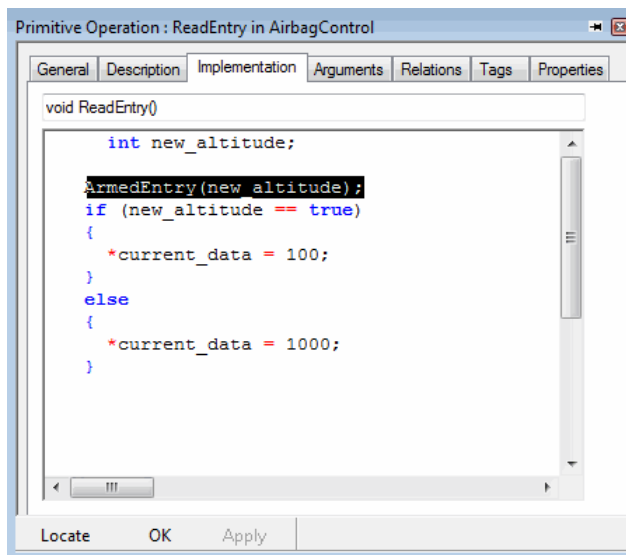 Primitive Operation : ReadEntry in AirbagControl
General Description Implementation Arguments Relations Tags Properties
void ReadEntry()
int new_altitude;
ArmedEntry(new_altitude);
if (new_altitude == true)
{
*current_data = 100;
}
else
{
*current_data = 1000;
}
Locate OK Apply